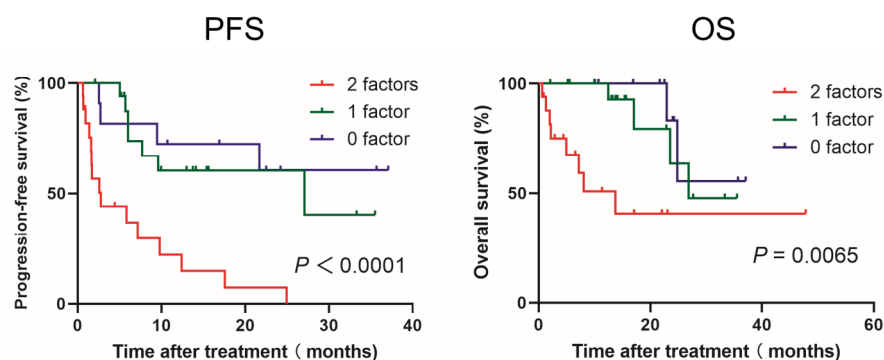 PFS
Progression-free survival (%)
100
50
0
2 factors
1 factor
0 factor
P < 0.0001
0
10
20
30
40
Time after treatment ( months)
OS
Overall survival (%)
100
50
0
2 factors
1 factor
0 factor
P = 0.0065
0
20
40
60
Time after treatment ( months)